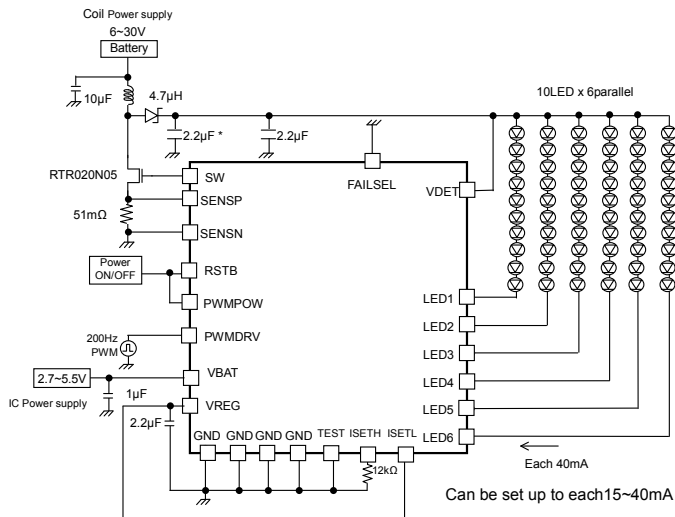 Coil Power supply
6~30V
Battery
10µF
4.7µH
2.2µF *
2.2µF
10LED x 6parallel
RTR020N05
SW
FAILSEL
VDET
SENSP
51mΩ
SENSN
Power
ON/OFF
RSTB
PWMPOW
LED1
200Hz
PWM
PWMDRV
LED2
LED3
2.7~5.5V
VBAT
LED4
IC Power supply
1µF
VREG
LED5
2.2µF
GND GND GND GND TEST ISETH ISETL
LED6
12kΩ
Each 40mA
Can be set up to each15~40mA